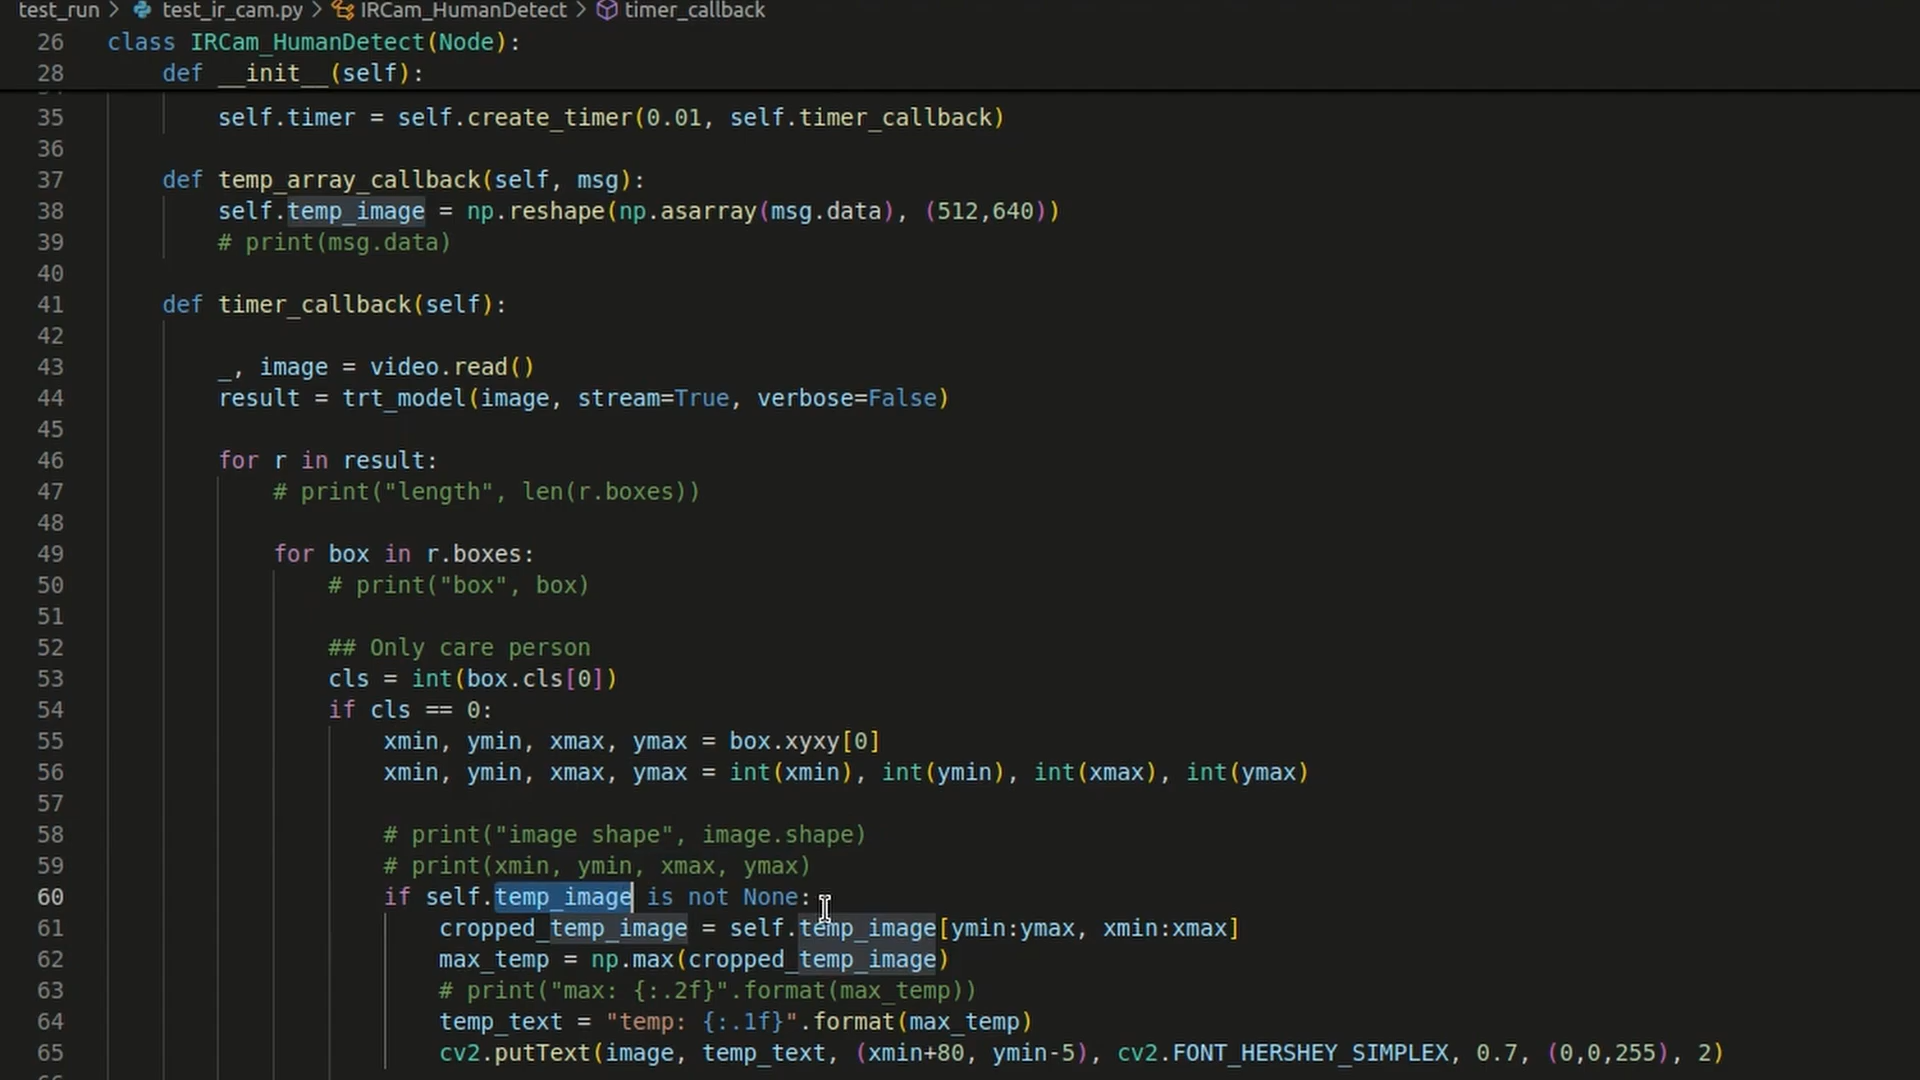 test_run > test_ir_cam.py > IRCam_HumanDetect > timer_callback
26 class IRCam_HumanDetect(Node):
28 def __init__(self):
35 self.timer = self.create_timer(0.01, self.timer_callback)
36
37 def temp_array_callback(self, msg):
38 self.temp_image = np.reshape(np.asarray(msg.data), (512,640))
39 # print(msg.data)
40
41 def timer_callback(self):
42
43 _, image = video.read()
44 result = trt_model(image, stream=True, verbose=False)
45
46 for r in result:
47 # print("length", len(r.boxes))
48
49 for box in r.boxes:
50 # print("box", box)
51
52 ## Only care person
53 cls = int(box.cls[0])
54 if cls == 0:
55 xmin, ymin, xmax, ymax = box.xyxy[0]
56 xmin, ymin, xmax, ymax = int(xmin), int(ymin), int(xmax), int(ymax)
57
58 # print("image shape", image.shape)
59 # print(xmin, ymin, xmax, ymax)
60 if self.temp_image is not None:
61 cropped_temp_image = self.temp_image[ymin:ymax, xmin:xmax]
62 max_temp = np.max(cropped_temp_image)
63 # print("max: {:.2f}".format(max_temp))
64 temp_text = "temp: {:.1f}".format(max_temp)
65 cv2.putText(image, temp_text, (xmin+80, ymin-5), cv2.FONT_HERSHEY_SIMPLEX, 0.7, (0,0,255), 2)